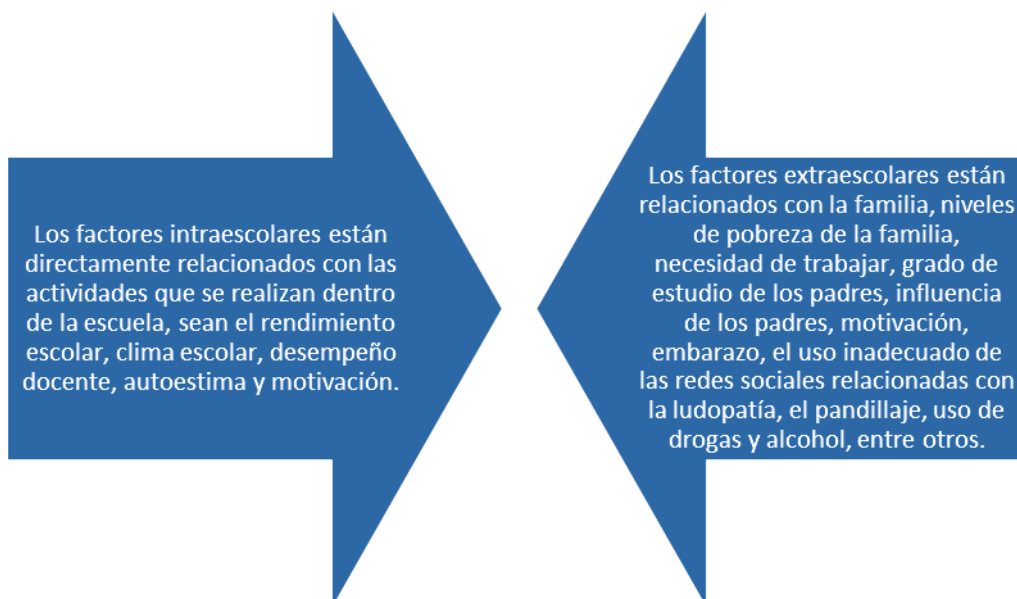 Los factores intraescolares están
directamente relacionados con las
actividades que se realizan dentro
de la escuela, sean el rendimiento
escolar, clima escolar, desempeño
docente, autoestima y motivación.
Los factores extraescolares están
relacionados con la familia, niveles
de pobreza de la familia,
necesidad de trabajar, grado de
estudio de los padres, influencia
de los padres, motivación,
embarazo, el uso inadecuado de
las redes sociales relacionadas con
la ludopatía, el pandillaje, uso de
drogas y alcohol, entre otros.